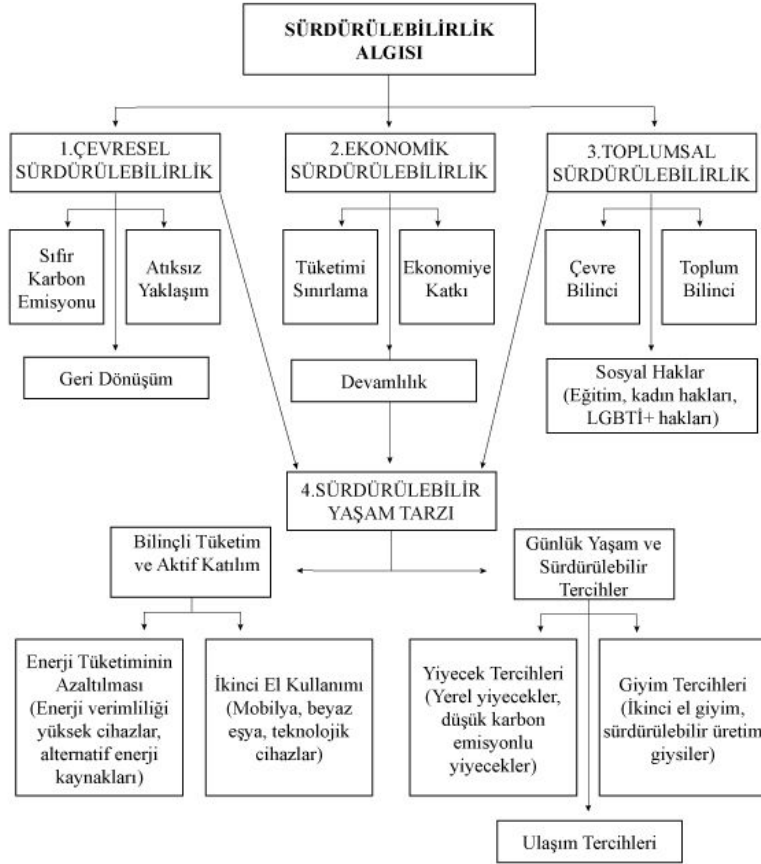 SÜRDÜRÜLEBİLİRLİK
ALGISI
1.ÇEVRESEL
SÜRDÜRÜLEBİLİRLİK
2.EKONOMİK
SÜRDÜRÜLEBİLİRLİK
3.TOPLUMSAL
SÜRDÜRÜLEBİLİRLİK
Sıfır
Karbon
Emisyonu
Atıksız
Yaklaşım
Tüketimi
Sınırlama
Ekonomiye
Katkı
Çevre
Bilinci
Toplum
Bilinci
Geri Dönüşüm
Devamlılık
Sosyal Haklar
(Eğitim, kadın hakları,
LGBTİ+ hakları)
4.SÜRDÜRÜLEBİLİR
YAŞAM TARZI
Bilinçli Tüketim
ve Aktif Katılım
Günlük Yaşam ve
Sürdürülebilir
Tercihler
Enerji Tüketiminin
Azaltılması
(Enerji verimliliği
yüksek cihazlar,
alternatif enerji
kaynakları)
İkinci El Kullanımı
(Mobilya, beyaz
eşya, teknolojik
cihazlar)
Yiyecek Tercihleri
(Yerel yiyecekler,
düşük karbon
emisyonlu
yiyecekler)
Giyim Tercihleri
(İkinci el giyim,
sürdürülebilir üretim
giysiler)
Ulaşım Tercihleri